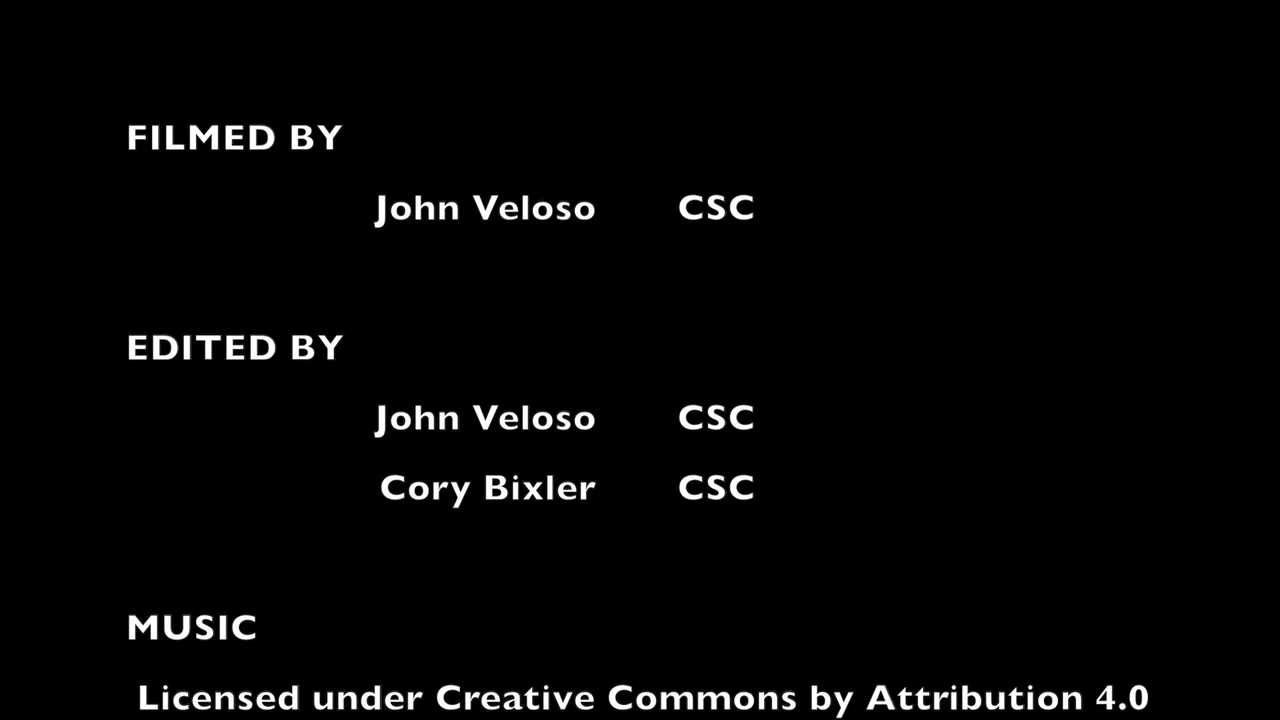 FILMED BY
John Veloso CSC
EDITED BY
John Veloso CSC
Cory Bixler CSC
MUSIC
Licensed under Creative Commons by Attribution 4.0